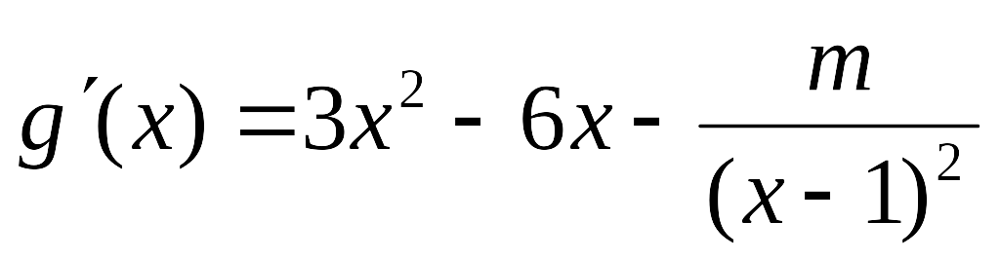 g′(x) = 3x² - 6x - m/(x - 1)²